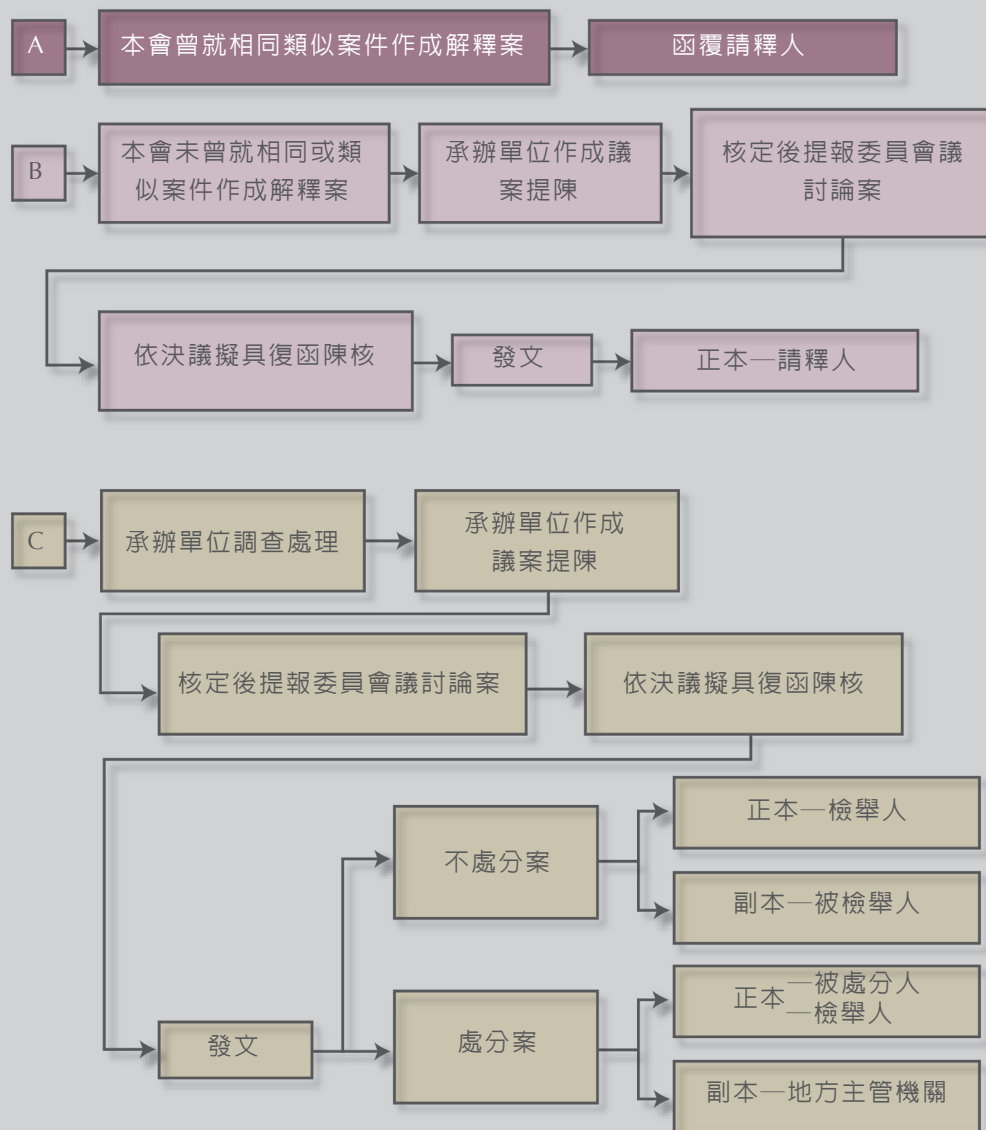 A
本會曾就相同類似案件作成解釋案
函覆請釋人
B
本會未曾就相同或類
似案件作成解釋案
承辦單位作成議
案提陳
核定後提報委員會議
討論案
依決議擬具復函陳核
發文
正本─請釋人
C
承辦單位調查處理
承辦單位作成
議案提陳
核定後提報委員會議討論案
依決議擬具復函陳核
發文
不處分案
正本─檢舉人
副本─被檢舉人
處分案
正本─被處分人
─檢舉人
副本─地方主管機關